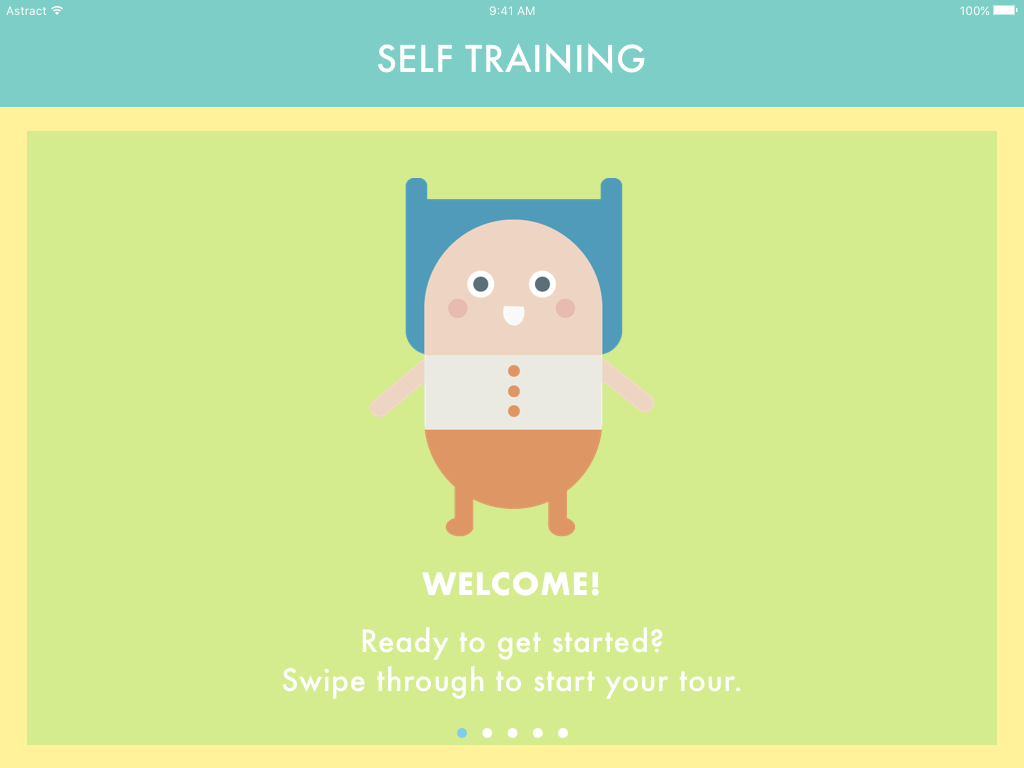 Astract 9:41 AM 100%
SELF TRAINING
WELCOME!
Ready to get started?
Swipe through to start your tour.